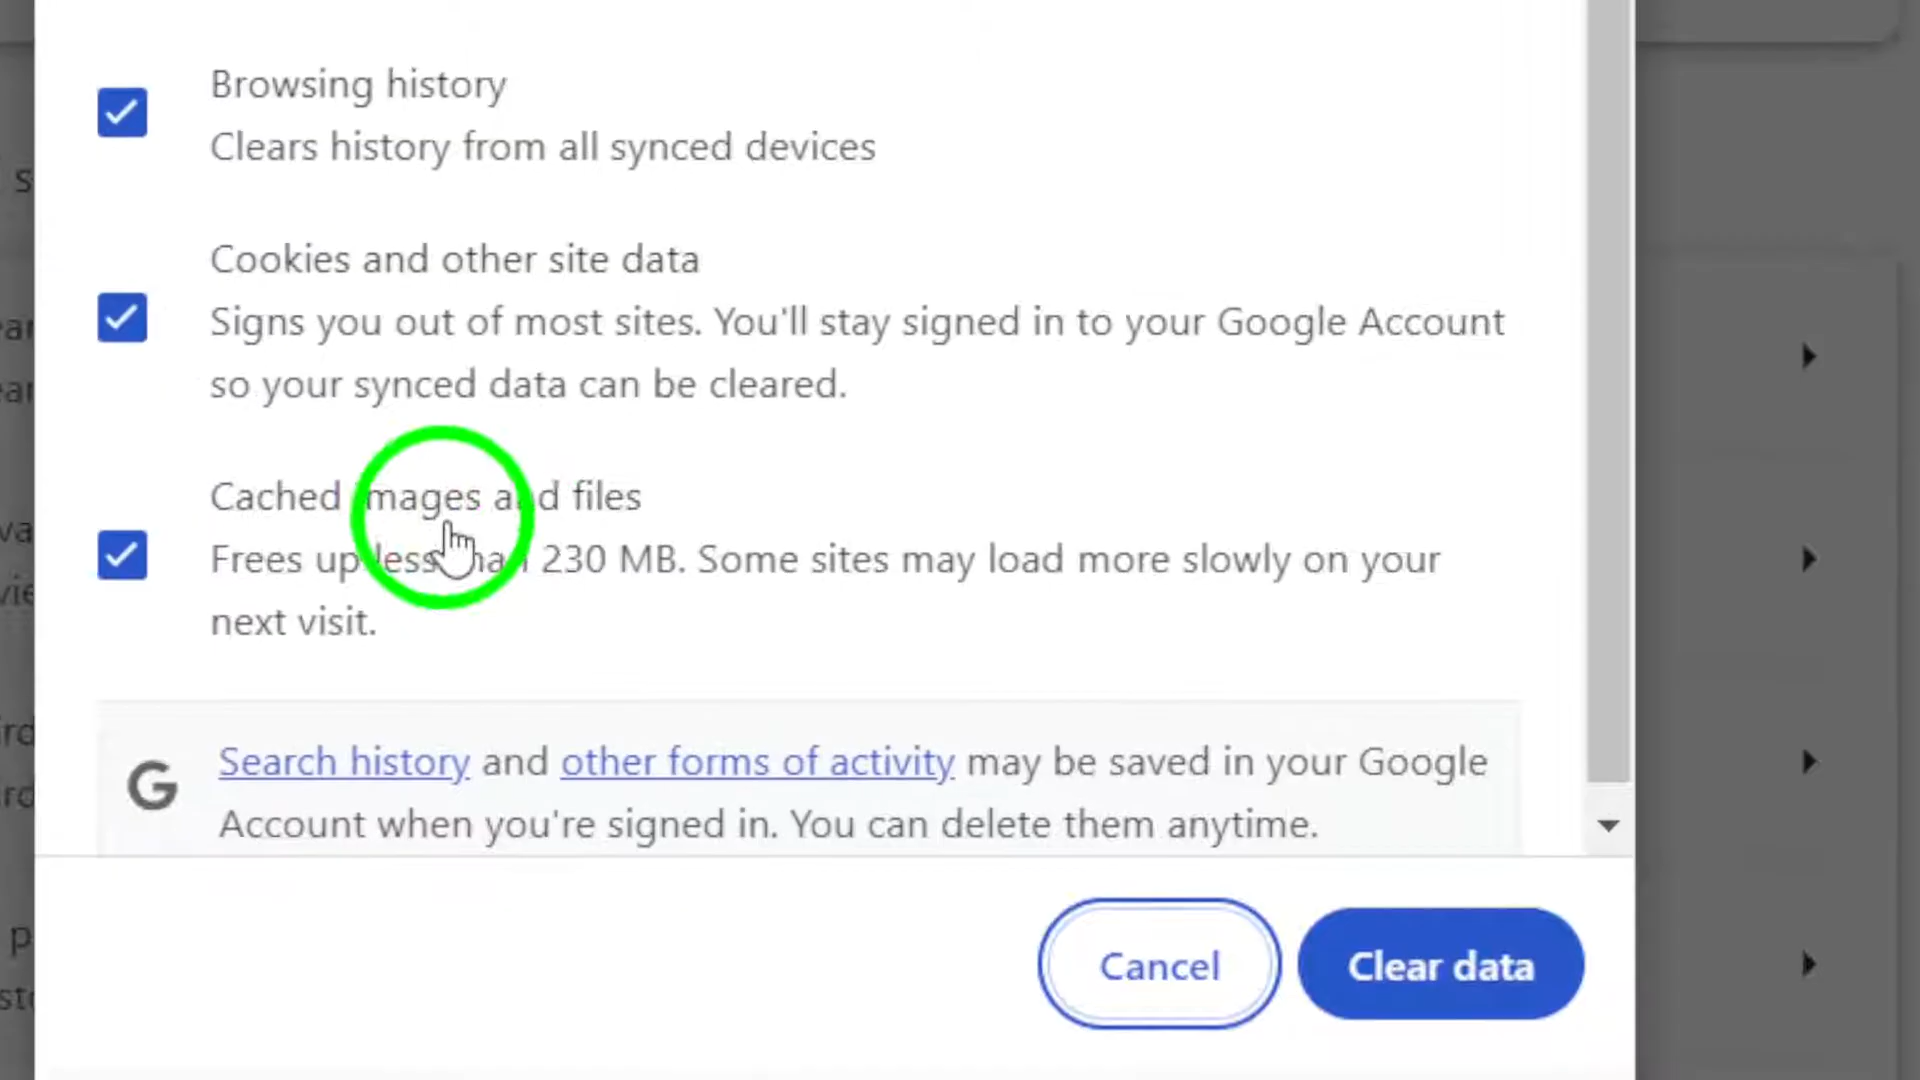 Browsing history
Clears history from all synced devices
Cookies and other site data
Signs you out of most sites. You'll stay signed in to your Google Account
so your synced data can be cleared.
Cached images and files
Frees up less than 230 MB. Some sites may load more slowly on your
next visit.
Search history and other forms of activity may be saved in your Google
Account when you're signed in. You can delete them anytime.
Cancel
Clear data